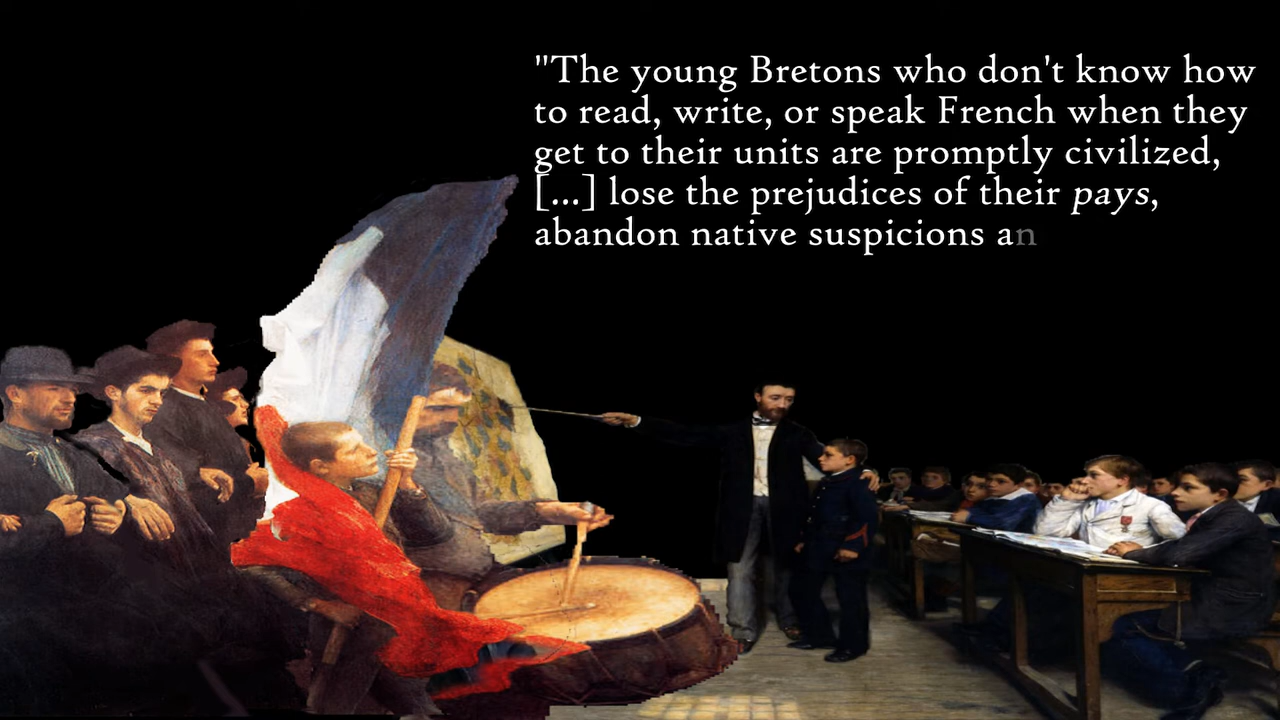 "The young Bretons who don't know how
to read, write, or speak French when they
get to their units are promptly civilized,
[...] lose the prejudices of their pays,
abandon native suspicions an